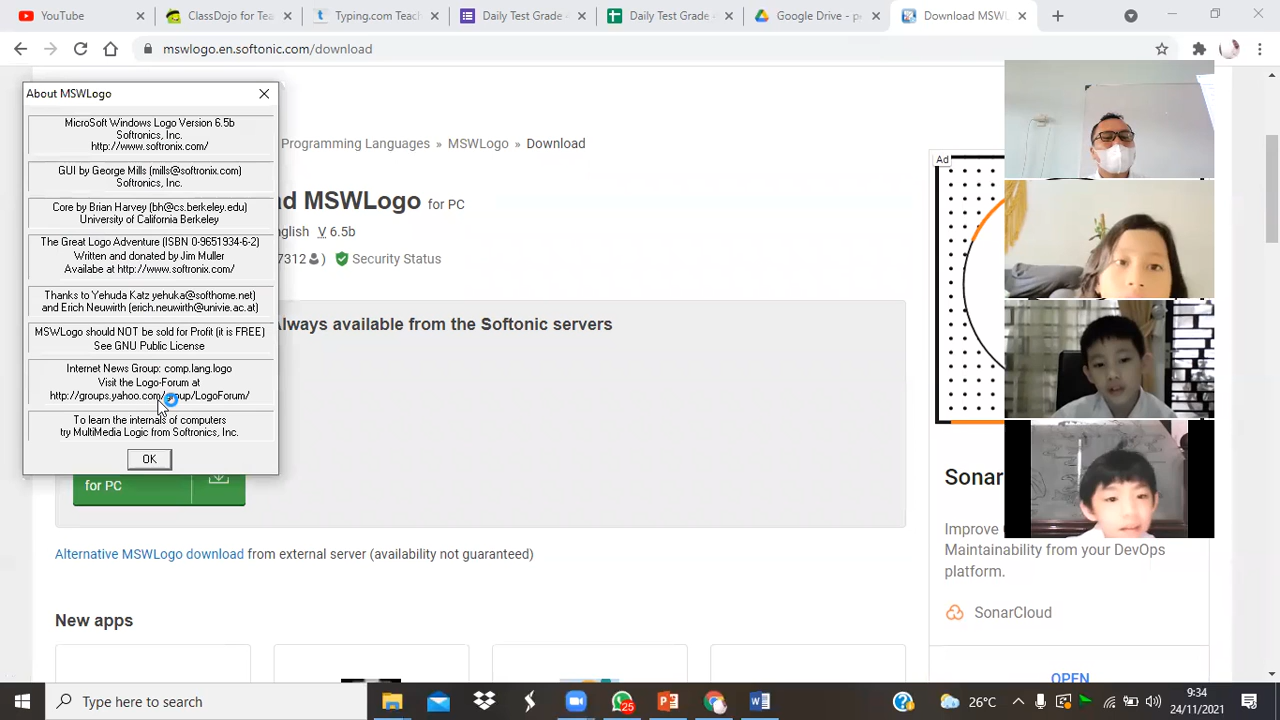 YouTube
ClassDojo for Tea
Typing.com Teach
Daily Test Grade
Daily Test Grade
Google Drive - p
Download MSWL
mswlogo.en.softonic.com/download
About MSWLogo
MicroSoft Windows Logo Version 6.5b
Softronics, Inc.
http://www.softronix.com/
GUI by George Mills (mills@softronix.com)
Softronics, Inc.
Core by Brian Harvey (bh@cs.berkeley.edu)
University of California Berkeley
The Great Logo Adventure (ISBN 0-9651934-6-2)
Written and donated by Jim Muller
Availabe at http://www.softronix.com/
Thanks to Yehuda Katz yehuka@softhome.net)
and Erich Neuwirth (erich.neuwirth@univie.ac.at)
MSWLogo should NOT be sold for Profit (it is FREE)
See GNU Public License
Internet News Group: comp.lang.logo
Visit the Logo-Forum at
http://groups.yahoo.com up/LogoForum/
To learn the internals of computers
try MultiMedia Logic from Softronics, Inc.
OK
Programming Languages » MSWLogo » Download
ad MSWLogo for PC
nglish V 6.5b
7312 ) Security Status
Always available from the Softonic servers
for PC
Alternative MSWLogo download from external server (availability not guaranteed)
New apps
Ad
Sonar
Improve
Maintainability from your DevOps
platform.
SonarCloud
OPEN
Type here to search
25
26°C
9:34
24/11/2021